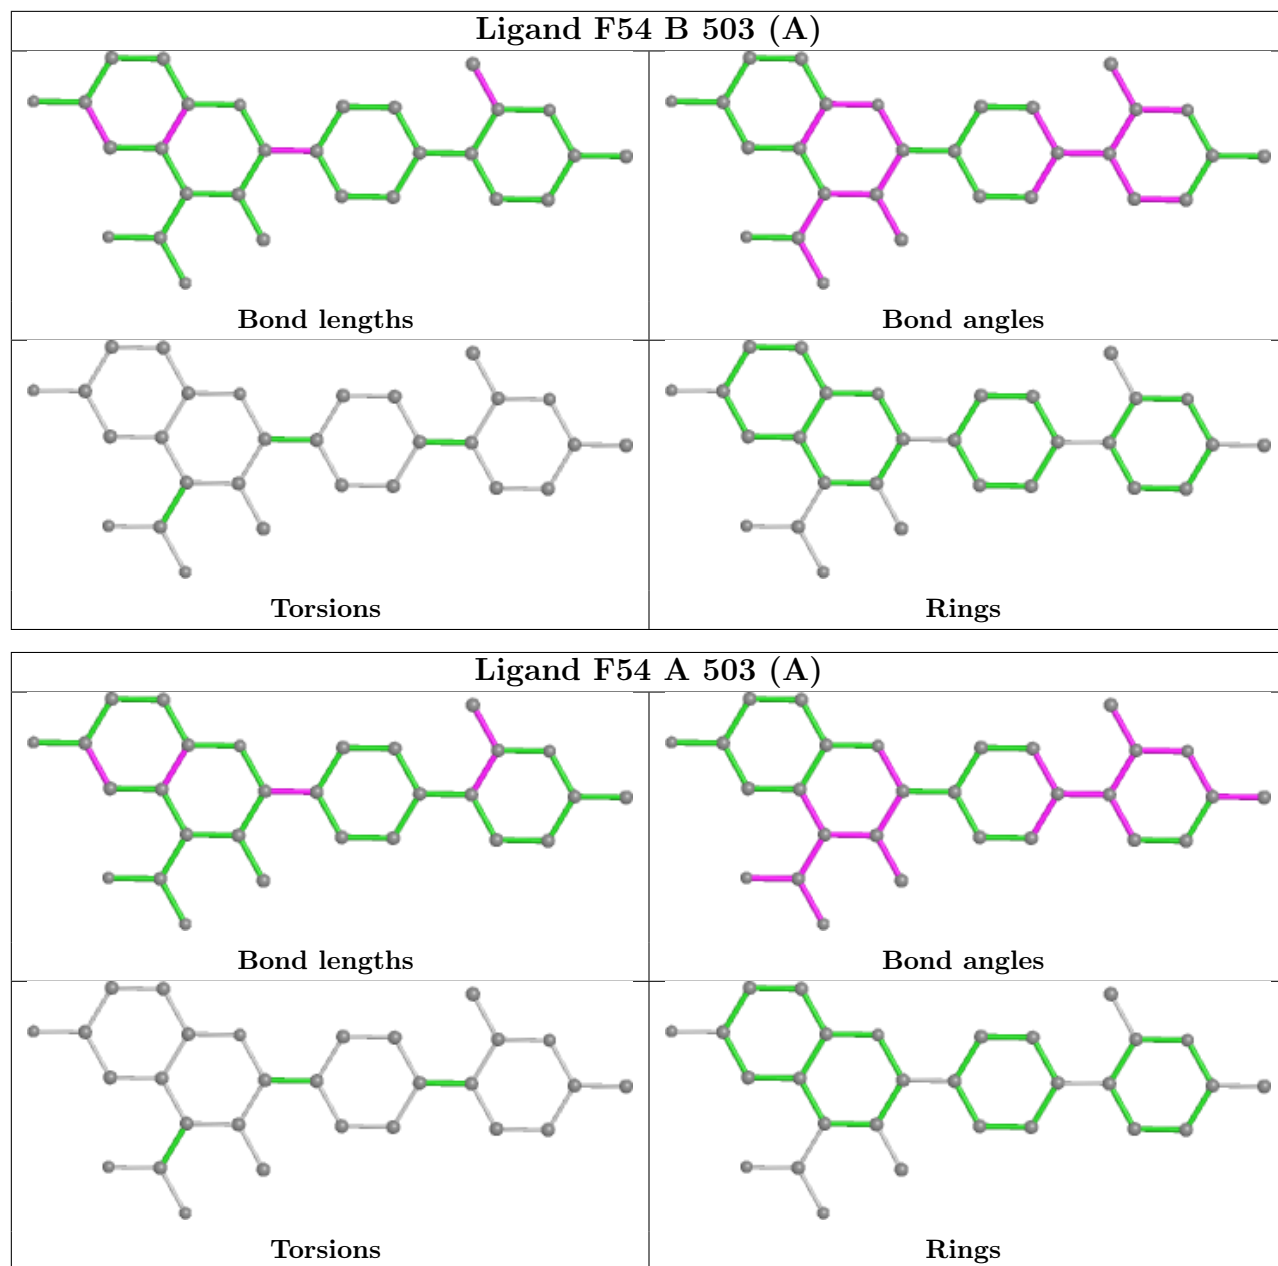 Ligand F54 B 503 (A)
Bond lengths
Bond angles
Torsions
Rings
Ligand F54 A 503 (A)
Bond lengths
Bond angles
Torsions
Rings